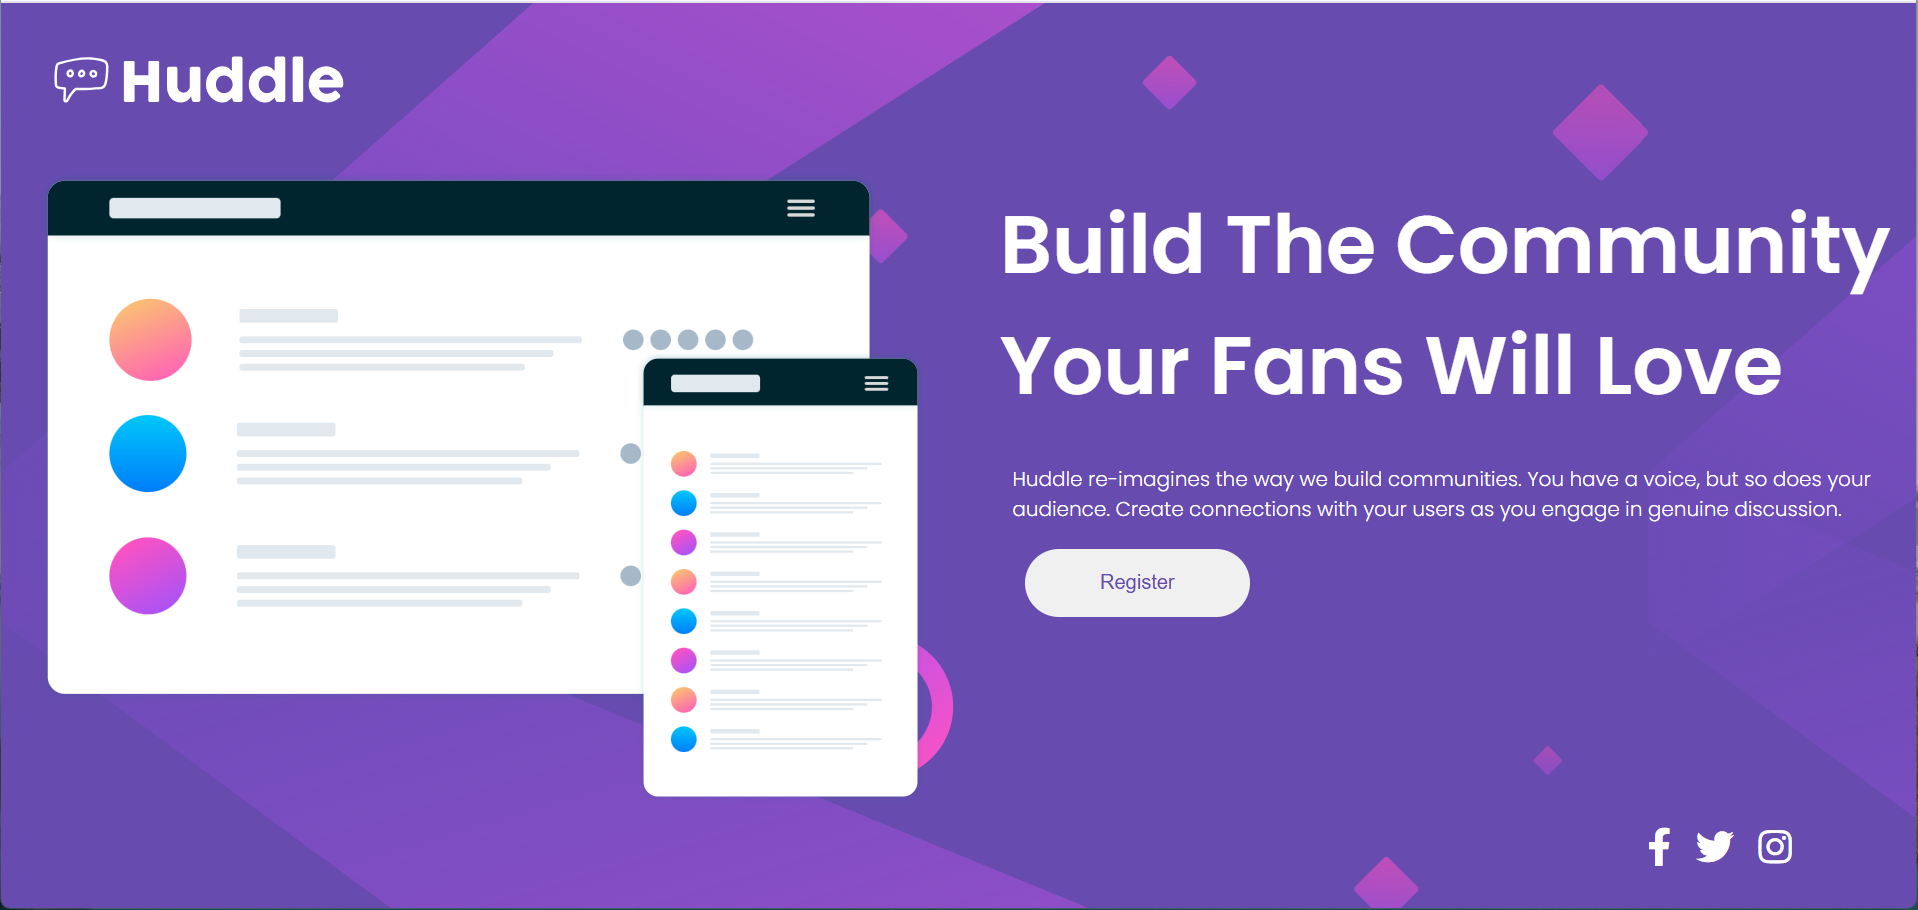 Huddle
Build The Community
Your Fans Will Love
Huddle re-imagines the way we build communities. You have a voice, but so does your
audience. Create connections with your users as you engage in genuine discussion.
Register